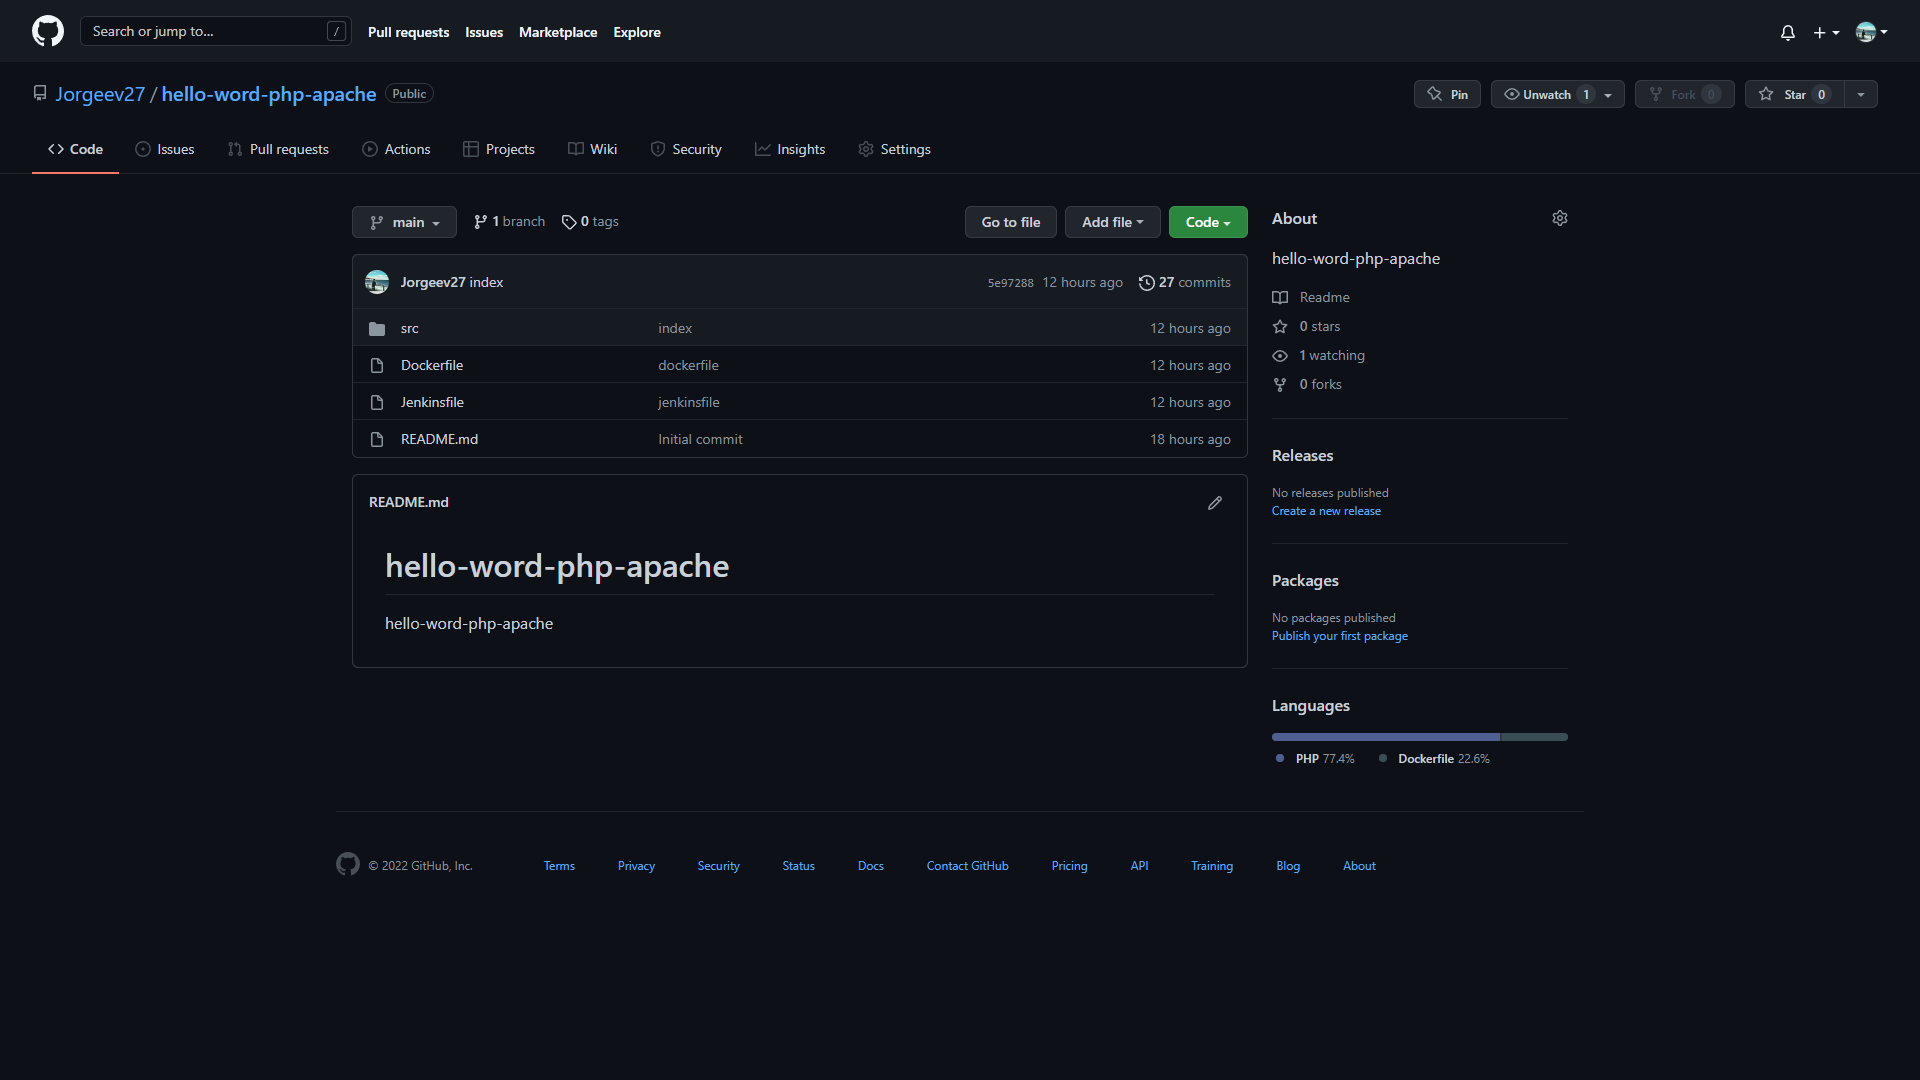 Search or jump to... /
Pull requests Issues Marketplace Explore
Jorgeev27 / hello-word-php-apache Public
Pin Unwatch 1 Fork 0 Star 0
Code Issues Pull requests Actions Projects Wiki Security Insights Settings
main 1 branch 0 tags Go to file Add file Code
Jorgeev27 index 5e97288 12 hours ago 27 commits
src index 12 hours ago
Dockerfile dockerfile 12 hours ago
Jenkinsfile jenkinsfile 12 hours ago
README.md Initial commit 18 hours ago
README.md
hello-word-php-apache
hello-word-php-apache
About
hello-word-php-apache
Readme
0 stars
1 watching
0 forks
Releases
No releases published
Create a new release
Packages
No packages published
Publish your first package
Languages
PHP 77.4% Dockerfile 22.6%
© 2022 GitHub, Inc. Terms Privacy Security Status Docs Contact GitHub Pricing API Training Blog About